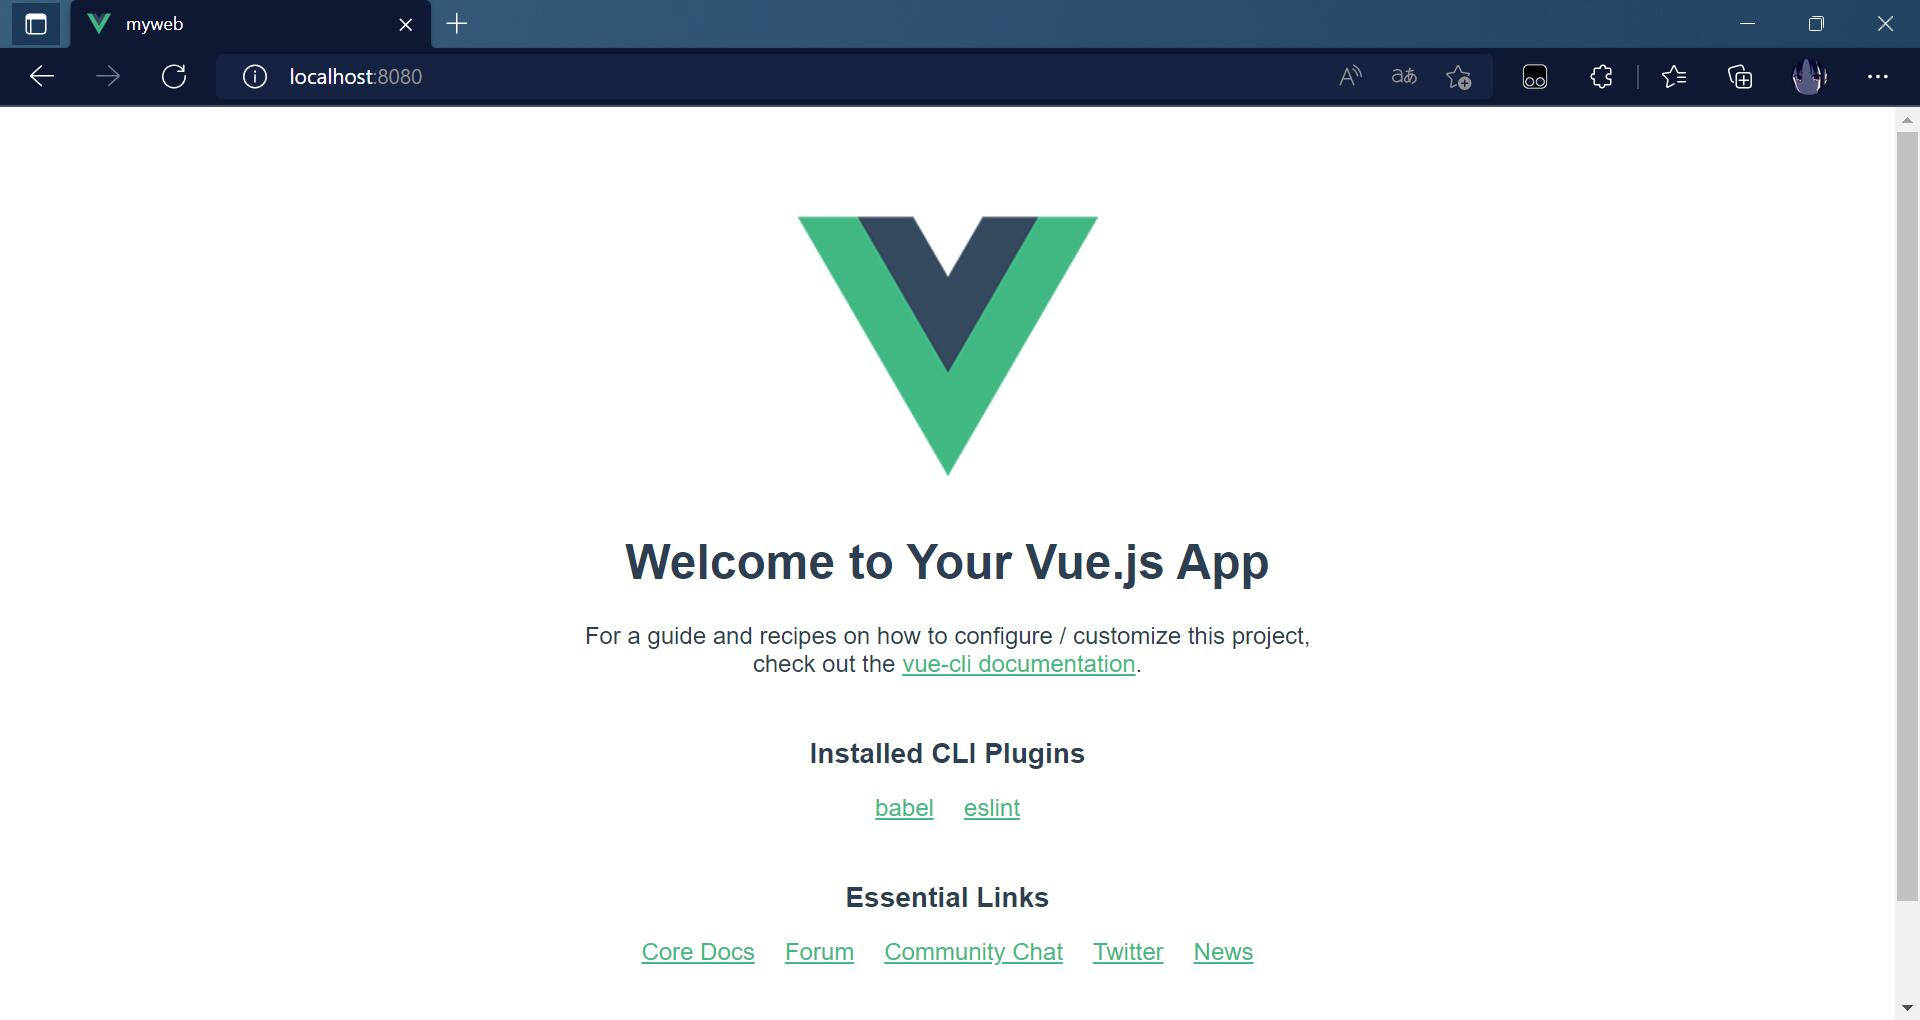 myweb
localhost:8080
Welcome to Your Vue.js App
For a guide and recipes on how to configure / customize this project,
check out the vue-cli documentation.
Installed CLI Plugins
babel eslint
Essential Links
Core Docs Forum Community Chat Twitter News